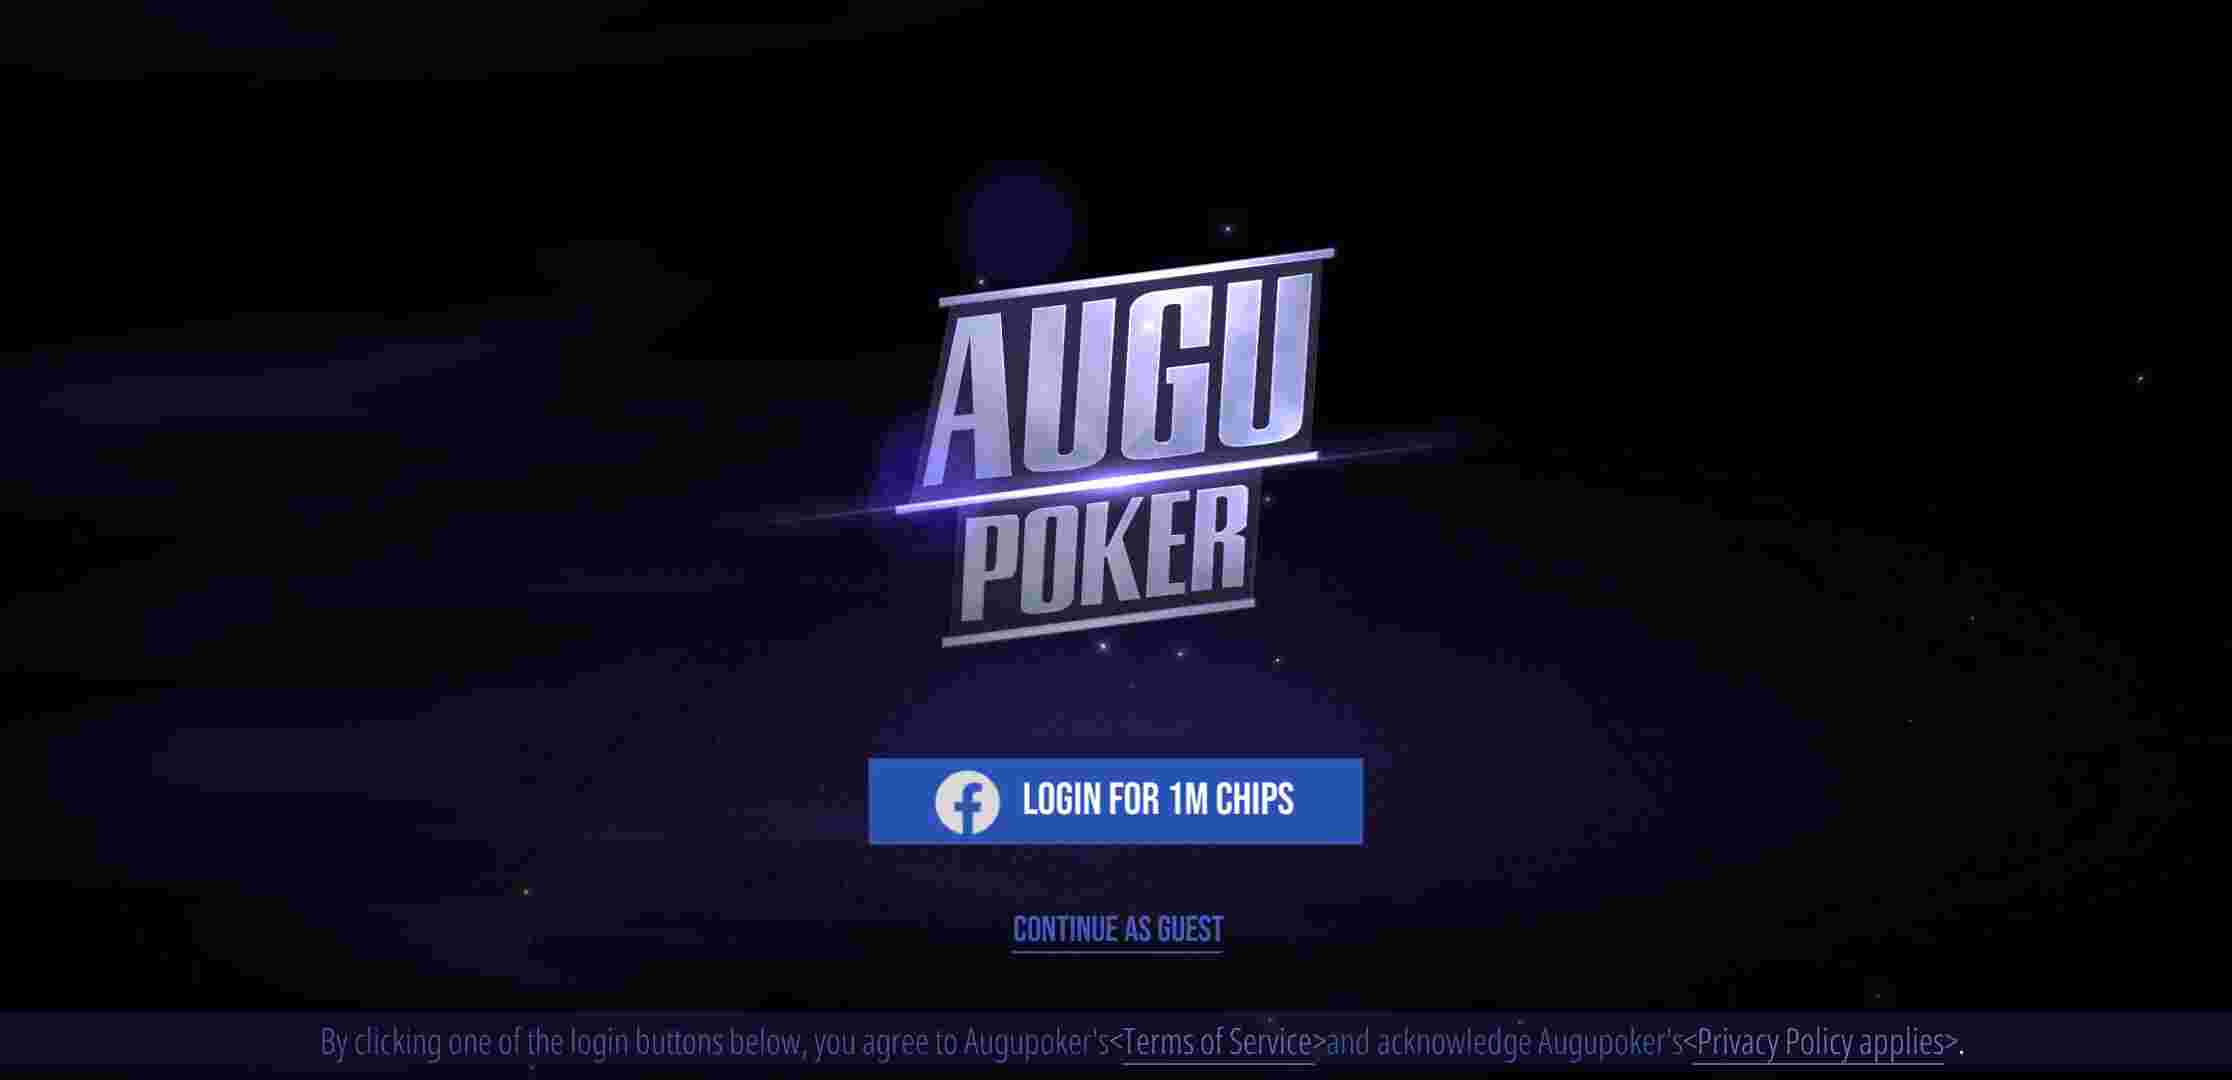 AUGU
POKER
LOGIN FOR 1M CHIPS
CONTINUE AS GUEST
By clicking one of the login buttons below, you agree to Augupoker's<Terms of Service>and acknowledge Augupoker's<Privacy Policy applies>.